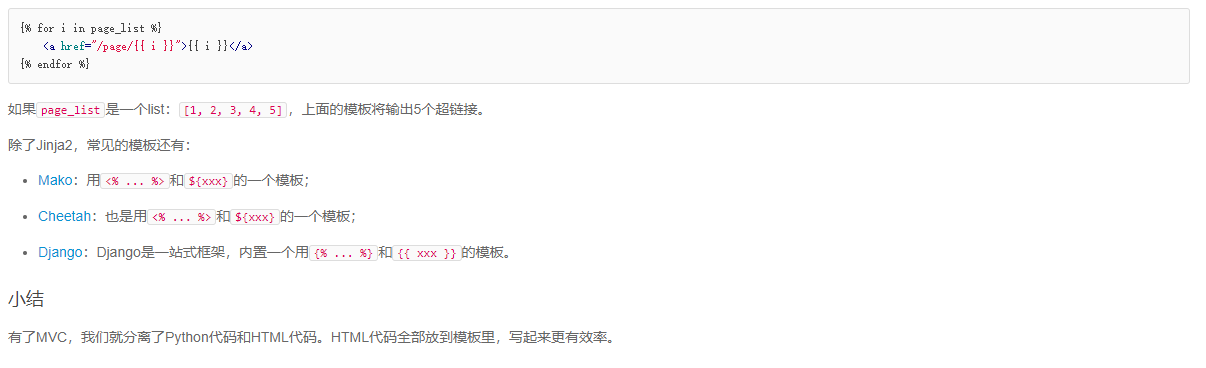 {% for i in page_list %}
    <a href="/page/{{ i }}">{{ i }}</a>
{% endfor %}
如果page_list是一个list：[1, 2, 3, 4, 5]，上面的模板将输出5个超链接。
除了Jinja2，常见的模板还有：
• Mako：用<% ... %>和${xxx}的一个模板；
• Cheetah：也是用<% ... %>和${xxx}的一个模板；
• Django：Django是一站式框架，内置一个用{% ... %}和{{ xxx }}的模板。
小结
有了MVC，我们就分离了Python代码和HTML代码。HTML代码全部放到模板里，写起来更有效率。